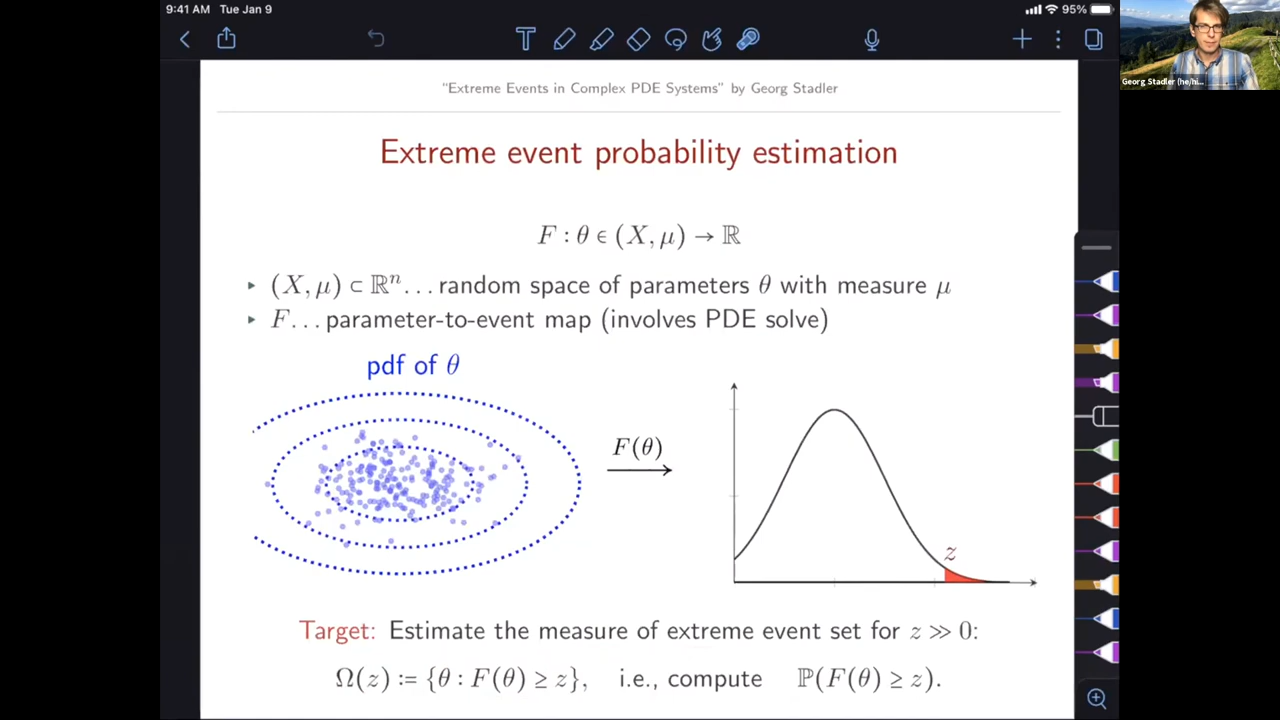 9:41 AM Tue Jan 9
95%
Georg Stadler (he/hi...
"Extreme Events in Complex PDE Systems" by Georg Stadler
Extreme event probability estimation
F : θ ∈ (X, μ) → ℝ
▸ (X, μ) ⊂ ℝⁿ... random space of parameters θ with measure μ
▸ F... parameter-to-event map (involves PDE solve)
pdf of θ
F(θ)
z
Target: Estimate the measure of extreme event set for z ≫ 0:
Ω(z) := {θ : F(θ) ≥ z}, i.e., compute ℙ(F(θ) ≥ z).